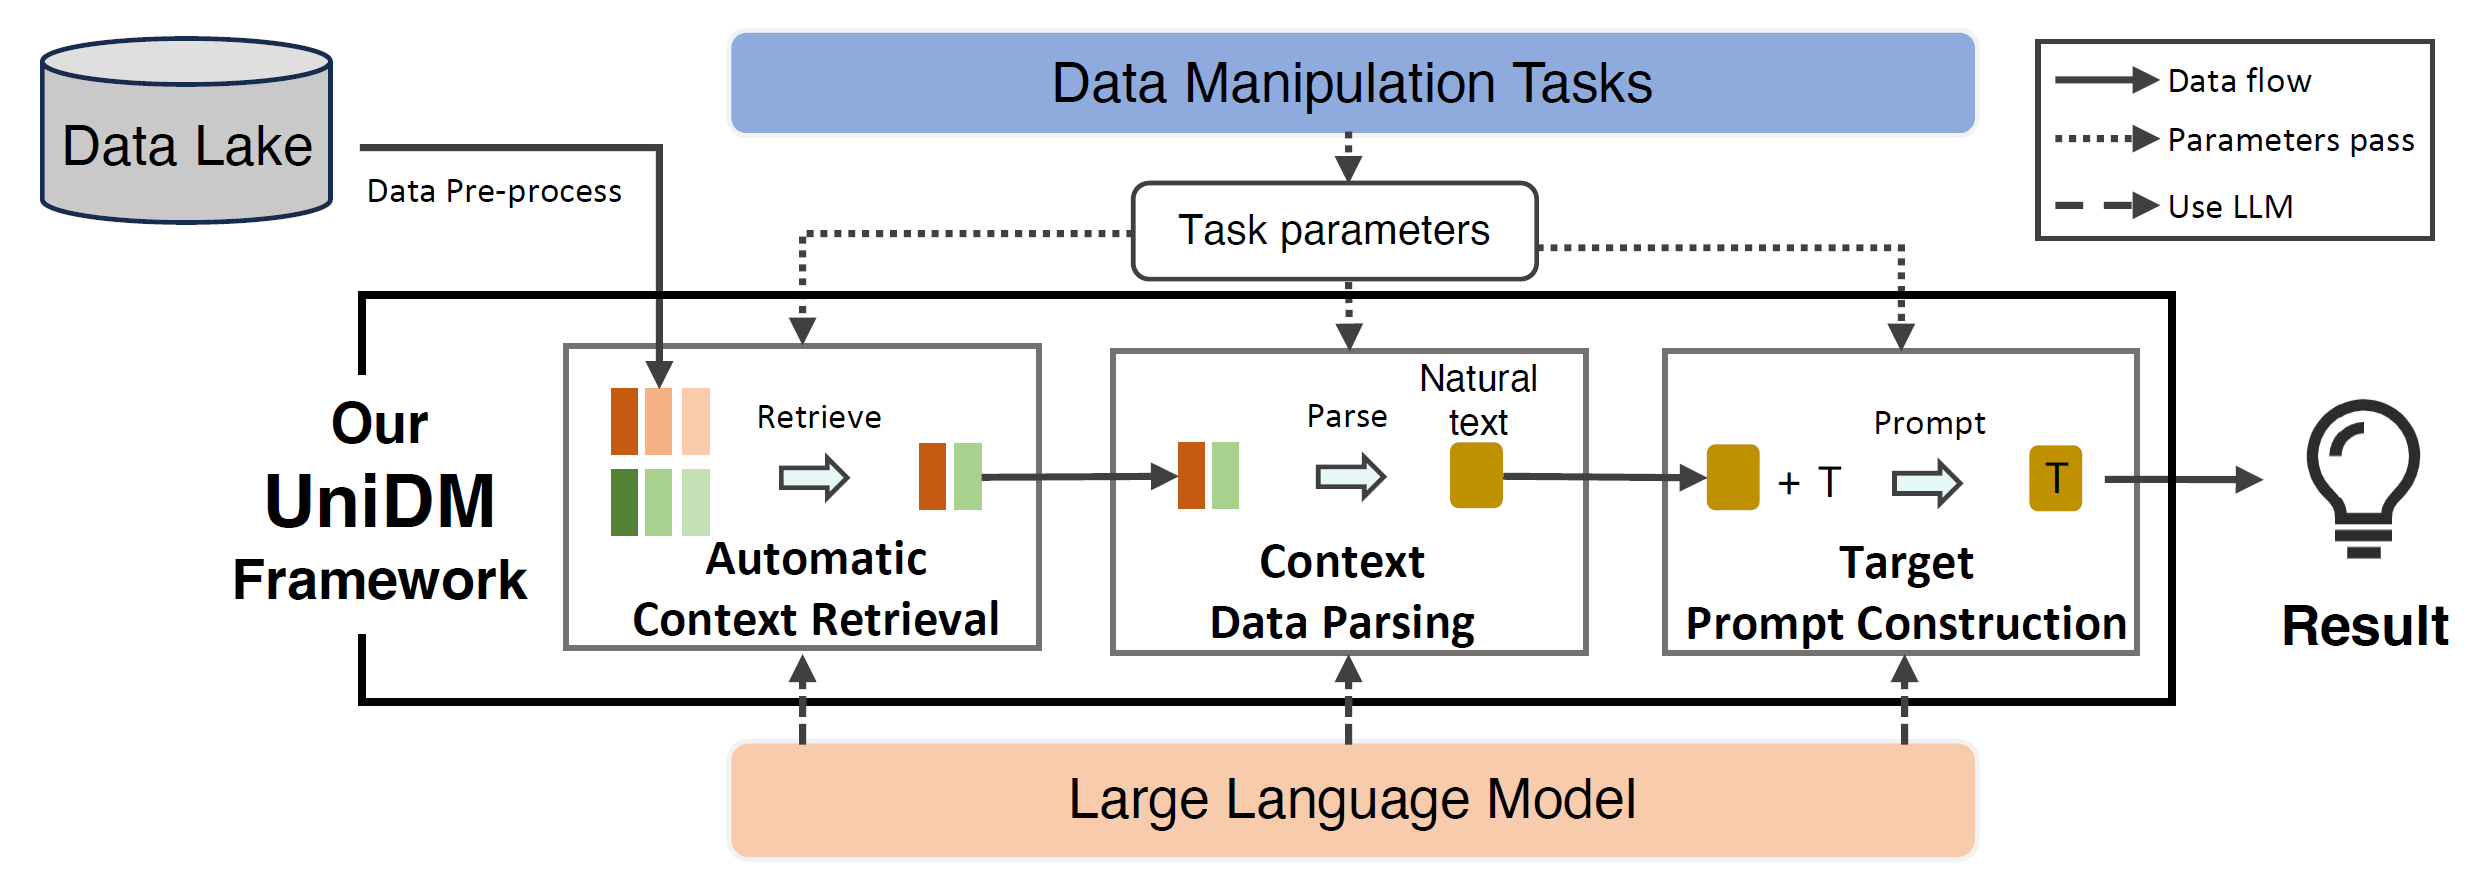 Data Lake
Data Pre-process
Data Manipulation Tasks
Task parameters
Data flow
Parameters pass
Use LLM
Our
UniDM
Framework
Retrieve
Automatic
Context Retrieval
Parse
Natural
text
Context
Data Parsing
+ T
Prompt
T
Target
Prompt Construction
Result
Large Language Model